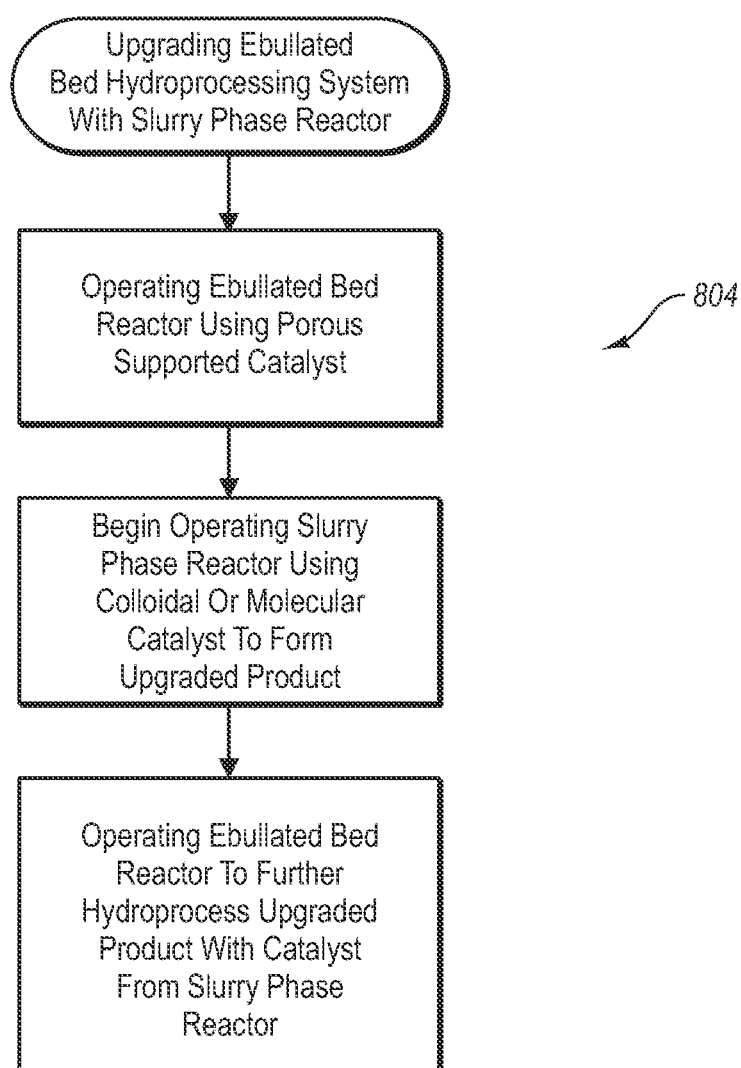 Upgrading Ebullated
Bed Hydroprocessing System
With Slurry Phase Reactor
Operating Ebullated Bed
Reactor Using Porous
Supported Catalyst
804
Begin Operating Slurry
Phase Reactor Using
Colloidal Or Molecular
Catalyst To Form
Upgraded Product
Operating Ebullated Bed
Reactor To Further
Hydroprocess Upgraded
Product With Catalyst
From Slurry Phase
Reactor